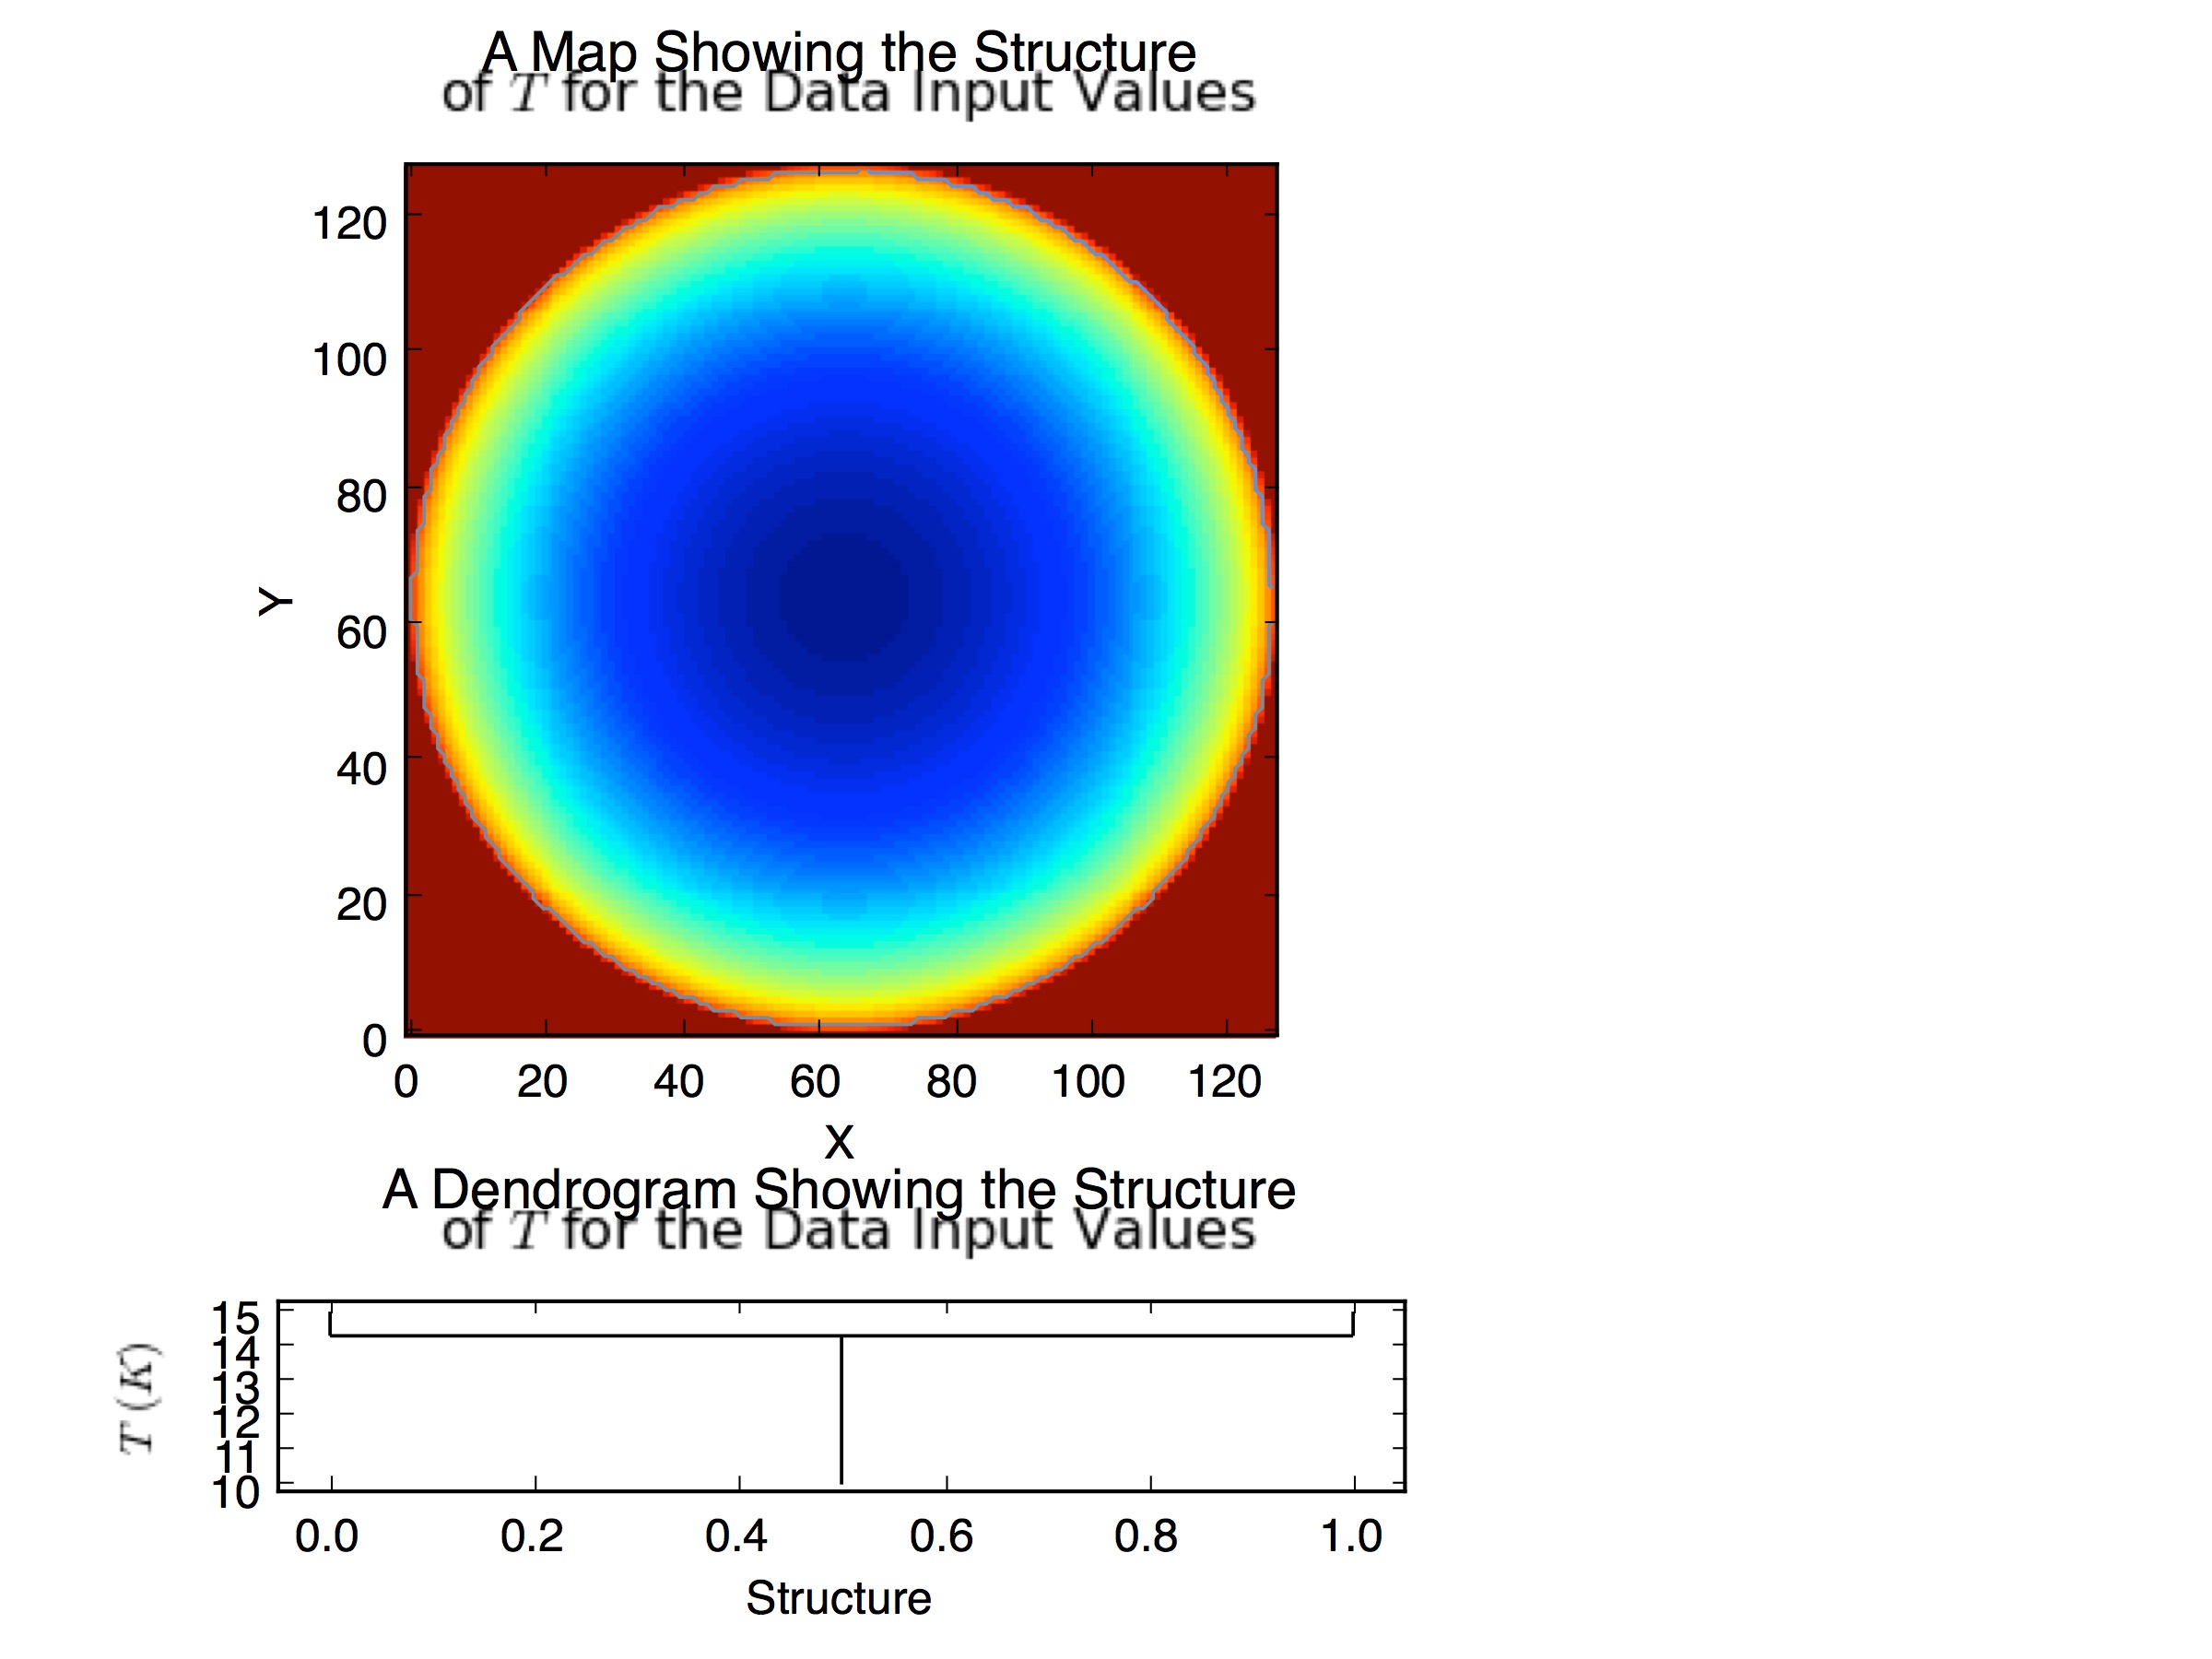 A Map Showing the Structure
of T for the Data Input Values
120
100
80
60
40
20
0
Y
0 20 40 60 80 100 120
X
A Dendrogram Showing the Structure
of T for the Data Input Values
15
14
13
12
11
10
T (K)
0.0 0.2 0.4 0.6 0.8 1.0
Structure